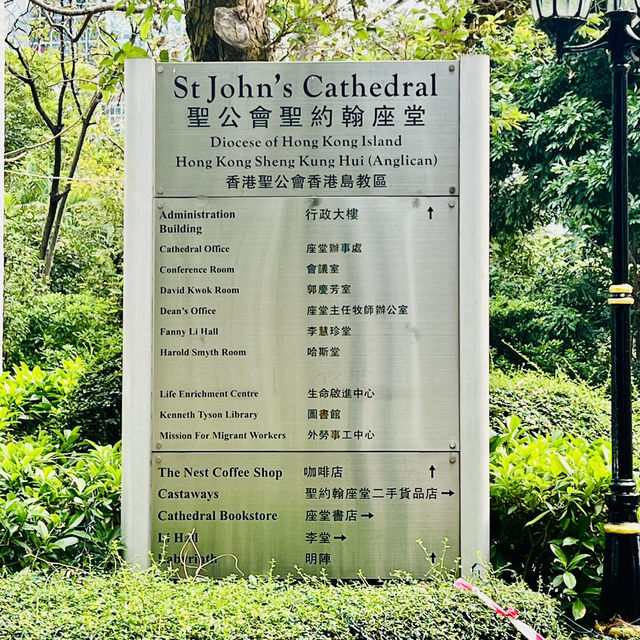 St John's Cathedral
聖公會聖約翰座堂
Diocese of Hong Kong Island
Hong Kong Sheng Kung Hui (Anglican)
香港聖公會香港島教區
Administration Building 行政大樓 ↑
Cathedral Office 座堂辦事處
Conference Room 會議室
David Kwok Room 郭慶芳室
Dean's Office 座堂主任牧師辦公室
Fanny Li Hall 李慧珍堂
Harold Smyth Room 哈斯堂
Life Enrichment Centre 生命啟進中心
Kenneth Tyson Library 圖書館
Mission For Migrant Workers 外勞事工中心
The Nest Coffee Shop 咖啡店 ↑
Castaways 聖約翰座堂二手貨品店 →
Cathedral Bookstore 座堂書店 →
Li Hall 李堂 →
Labyrinth 明陣 ↑